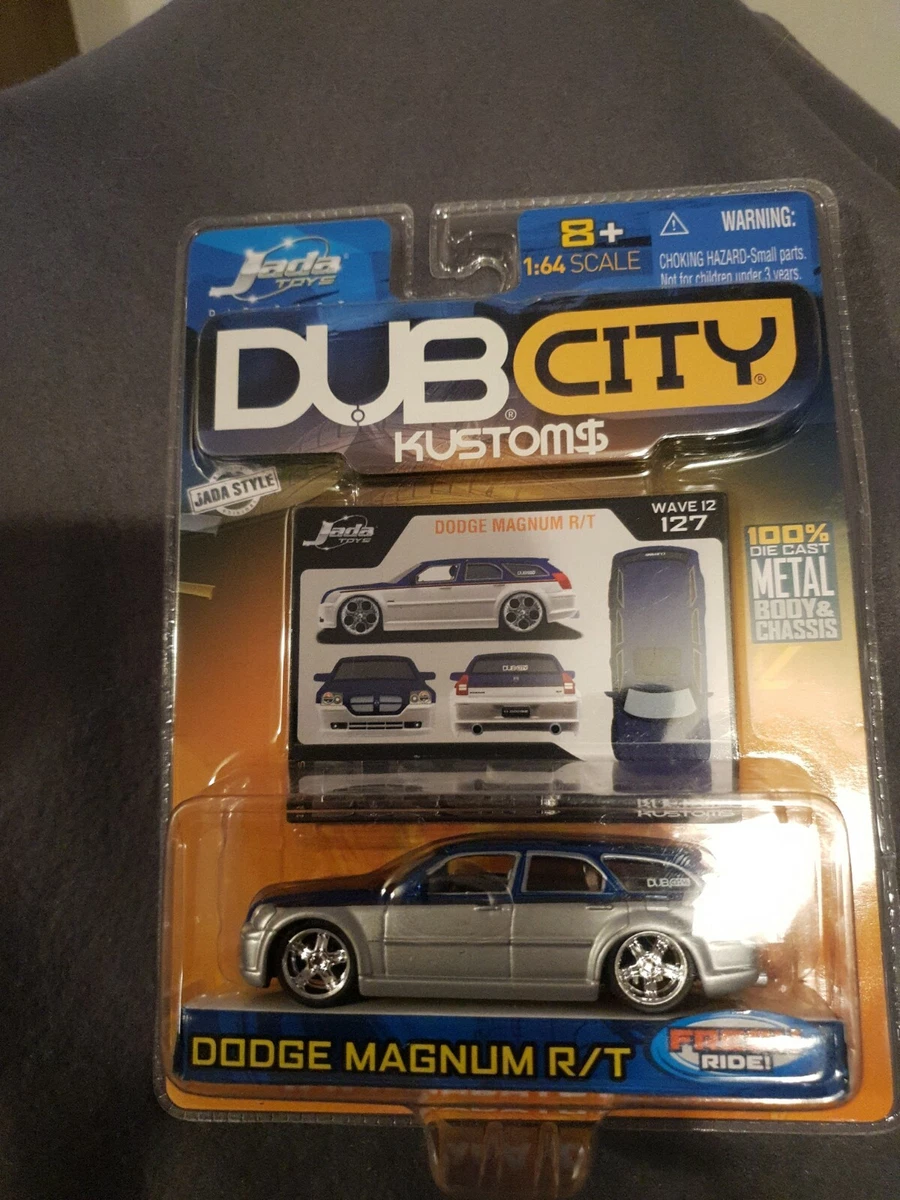 Jada
TOYS
8+
1:64 SCALE
WARNING:
CHOKING HAZARD-Small parts.
Not for children under 3 years.
DUB CITY
KUSTOM$
JADA STYLE
Jada
TOYS
DODGE MAGNUM R/T
WAVE 12
127
100%
DIE CAST
METAL
BODY&
CHASSIS
KUSTOMS
DODGE MAGNUM R/T
RIDE!